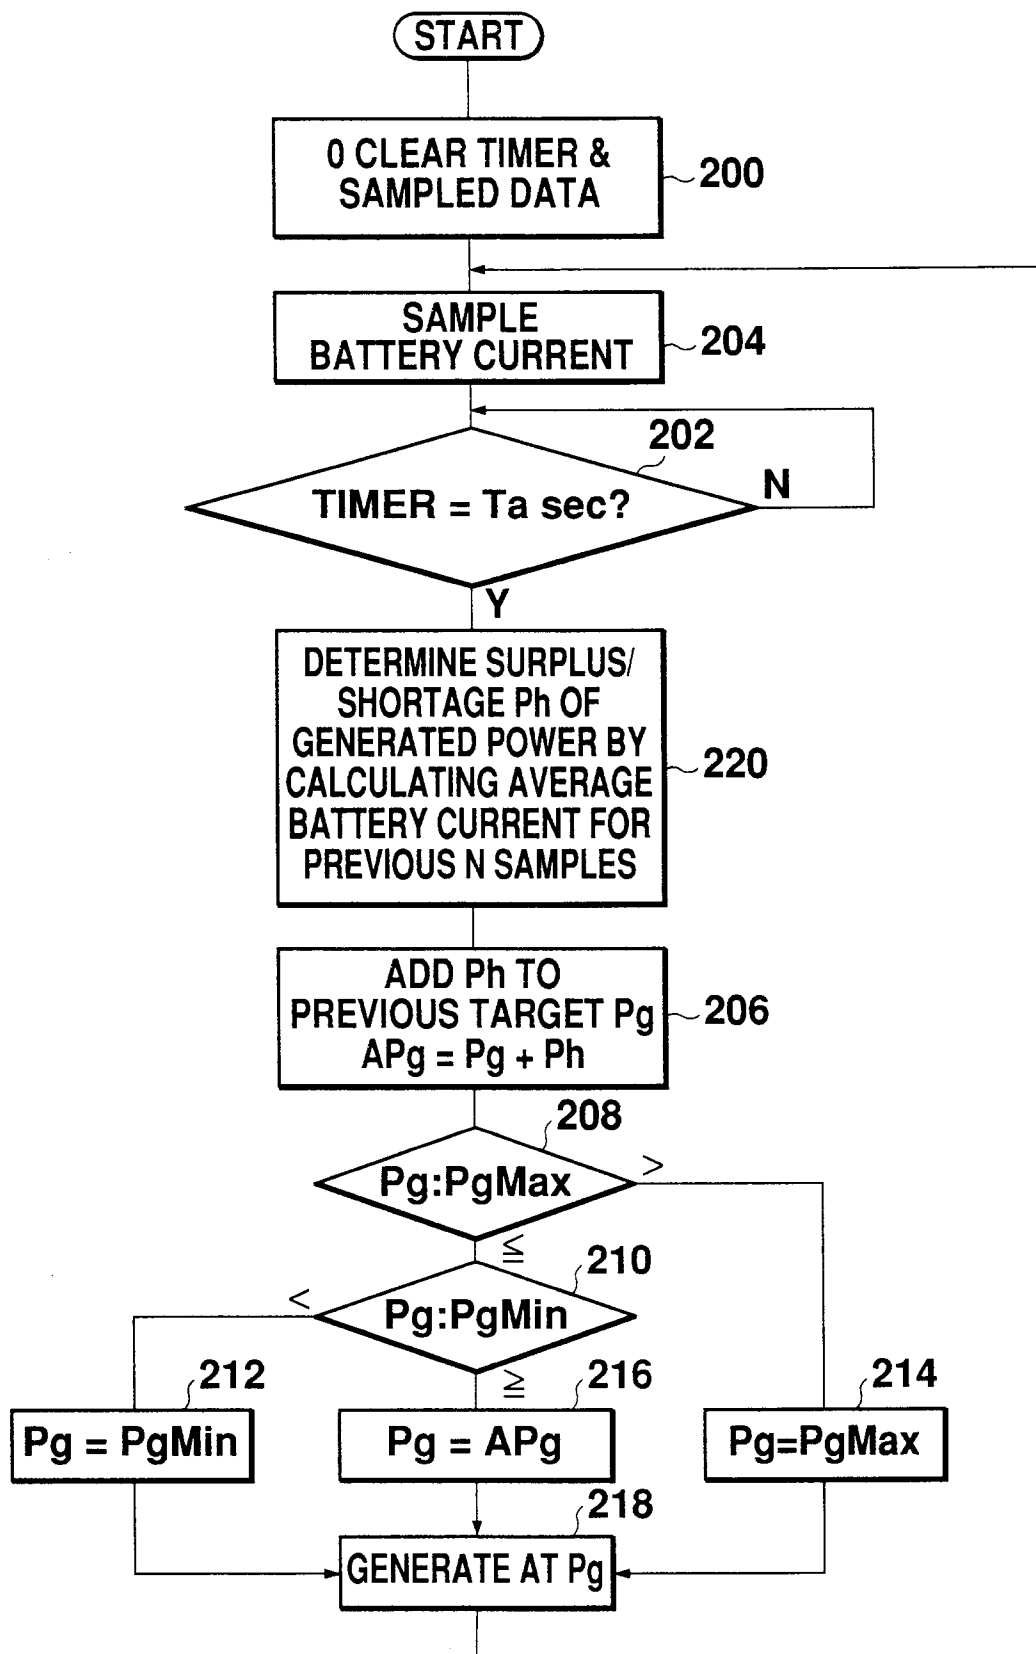 START
0 CLEAR TIMER &
SAMPLED DATA
200
SAMPLE
BATTERY CURRENT
204
202
TIMER = Ta sec?
N
Y
DETERMINE SURPLUS/
SHORTAGE Ph OF
GENERATED POWER BY
CALCULATING AVERAGE
BATTERY CURRENT FOR
PREVIOUS N SAMPLES
220
ADD Ph TO
PREVIOUS TARGET Pg
APg = Pg + Ph
206
208
Pg:PgMax
>
≦
210
<
Pg:PgMin
≧
212
Pg = PgMin
216
Pg = APg
214
Pg=PgMax
218
GENERATE AT Pg